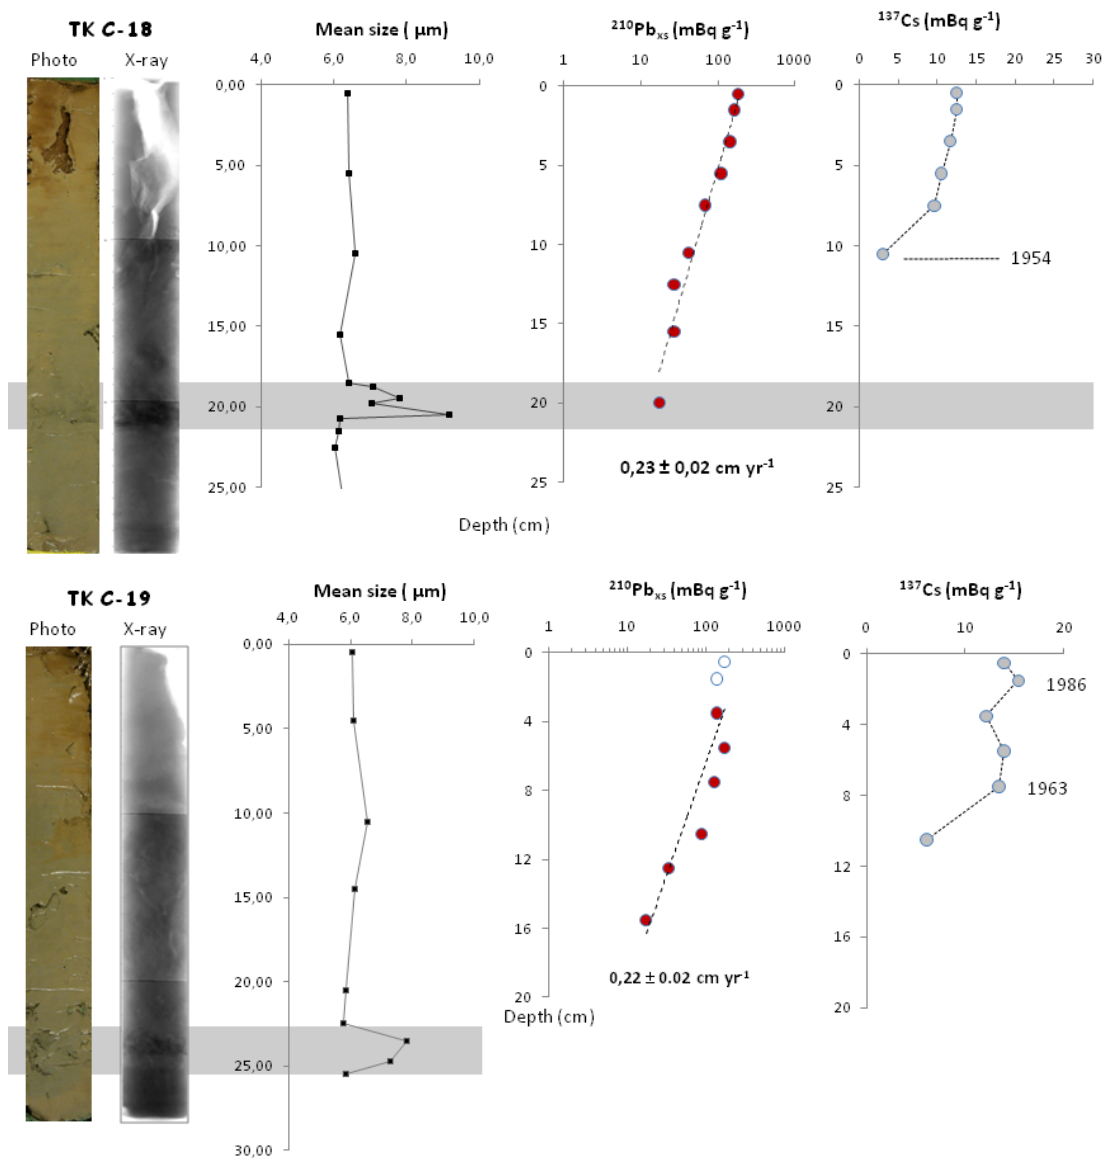 TK C-18
Photo
X-ray
Mean size ( µm)
4,0 6,0 8,0 10,0
0,00
5,00
10,00
15,00
20,00
25,00
²¹⁰Pbₓₛ (mBq g⁻¹)
1 10 100 1000
0
5
10
15
20
25
0,23 ± 0,02 cm yr⁻¹
¹³⁷Cs (mBq g⁻¹)
0 5 10 15 20 25 30
0
5
10
15
20
25
1954
Depth (cm)
TK C-19
Photo
X-ray
Mean size ( µm)
4,0 6,0 8,0 10,0
0,00
5,00
10,00
15,00
20,00
25,00
30,00
²¹⁰Pbₓₛ (mBq g⁻¹)
1 10 100 1000
0
4
8
12
16
20
0,22 ± 0.02 cm yr¹
Depth (cm)
¹³⁷Cs (mBq g⁻¹)
0 10 20
0
4
8
12
16
20
1986
1963